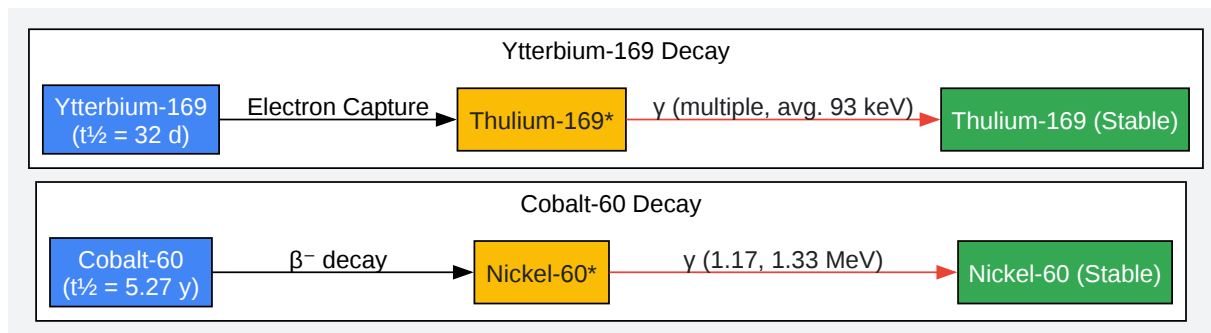 Ytterbium-169 Decay
Ytterbium-169
(t½ = 32 d)
Electron Capture
Thulium-169*
γ (multiple, avg. 93 keV)
Thulium-169 (Stable)
Cobalt-60 Decay
Cobalt-60
(t½ = 5.27 y)
β⁻ decay
Nickel-60*
γ (1.17, 1.33 MeV)
Nickel-60 (Stable)